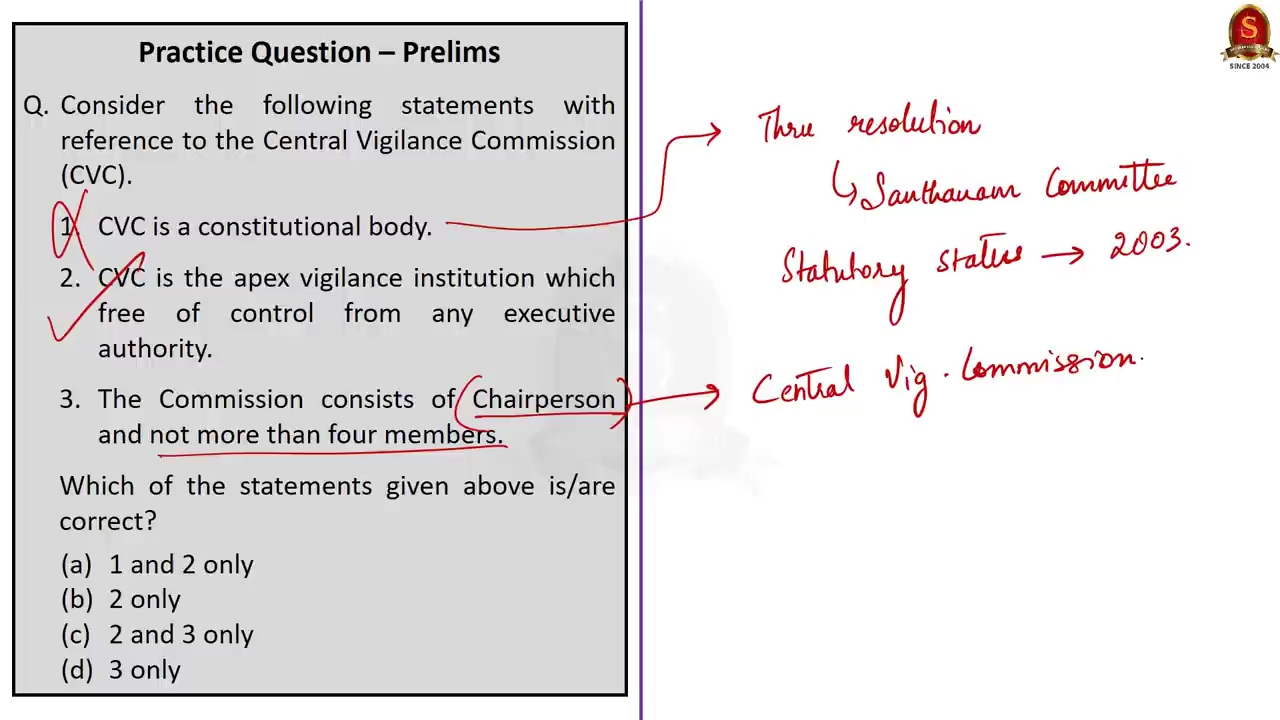 Practice Question – Prelims
Q. Consider the following statements with
reference to the Central Vigilance Commission
(CVC).
1. CVC is a constitutional body.
2. CVC is the apex vigilance institution which
free of control from any executive
authority.
3. The Commission consists of Chairperson
and not more than four members.
Which of the statements given above is/are
correct?
(a) 1 and 2 only
(b) 2 only
(c) 2 and 3 only
(d) 3 only
Thru resolution
Santhanam Committee
Statutory status → 2003.
Central Vig. Commission.
S
SINCE 2004